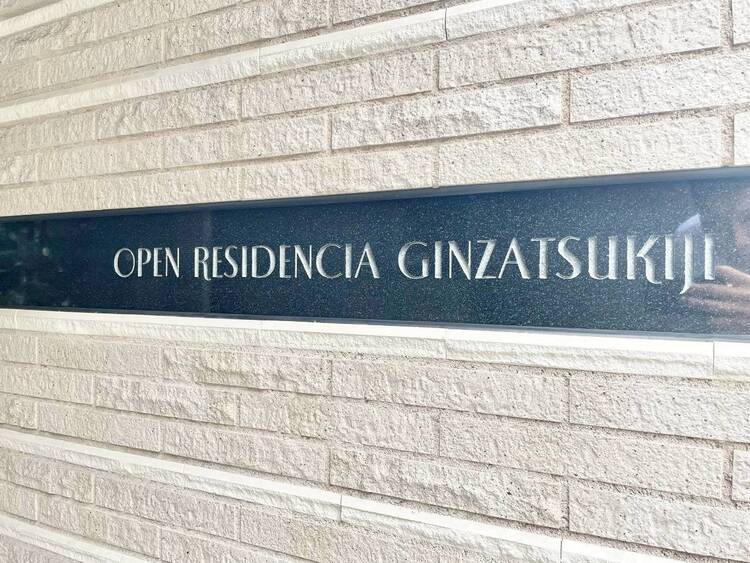 OPEN RESIDENCIA GINZATSUKIJI